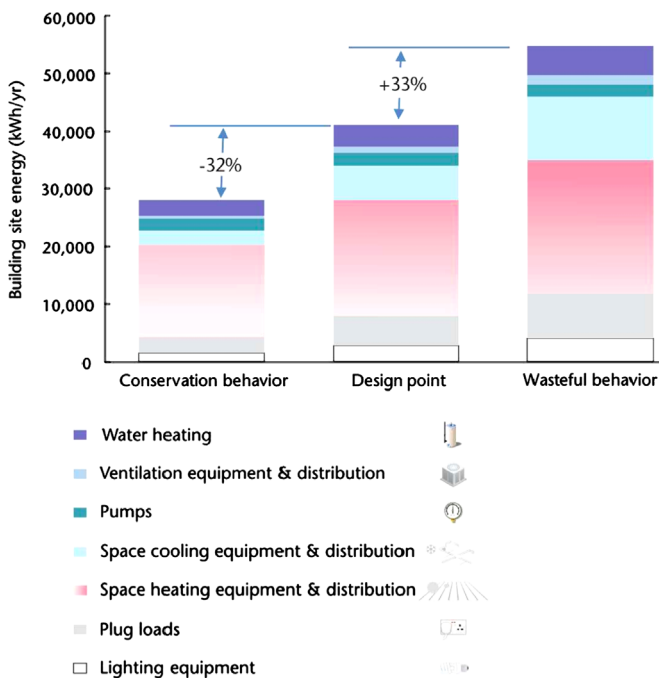 60,000
50,000
40,000
30,000
20,000
10,000
0
Building site energy (kWh/yr)
-32%
+33%
Conservation behavior
Design point
Wasteful behavior
Water heating
Ventilation equipment & distribution
Pumps
Space cooling equipment & distribution
Space heating equipment & distribution
Plug loads
Lighting equipment